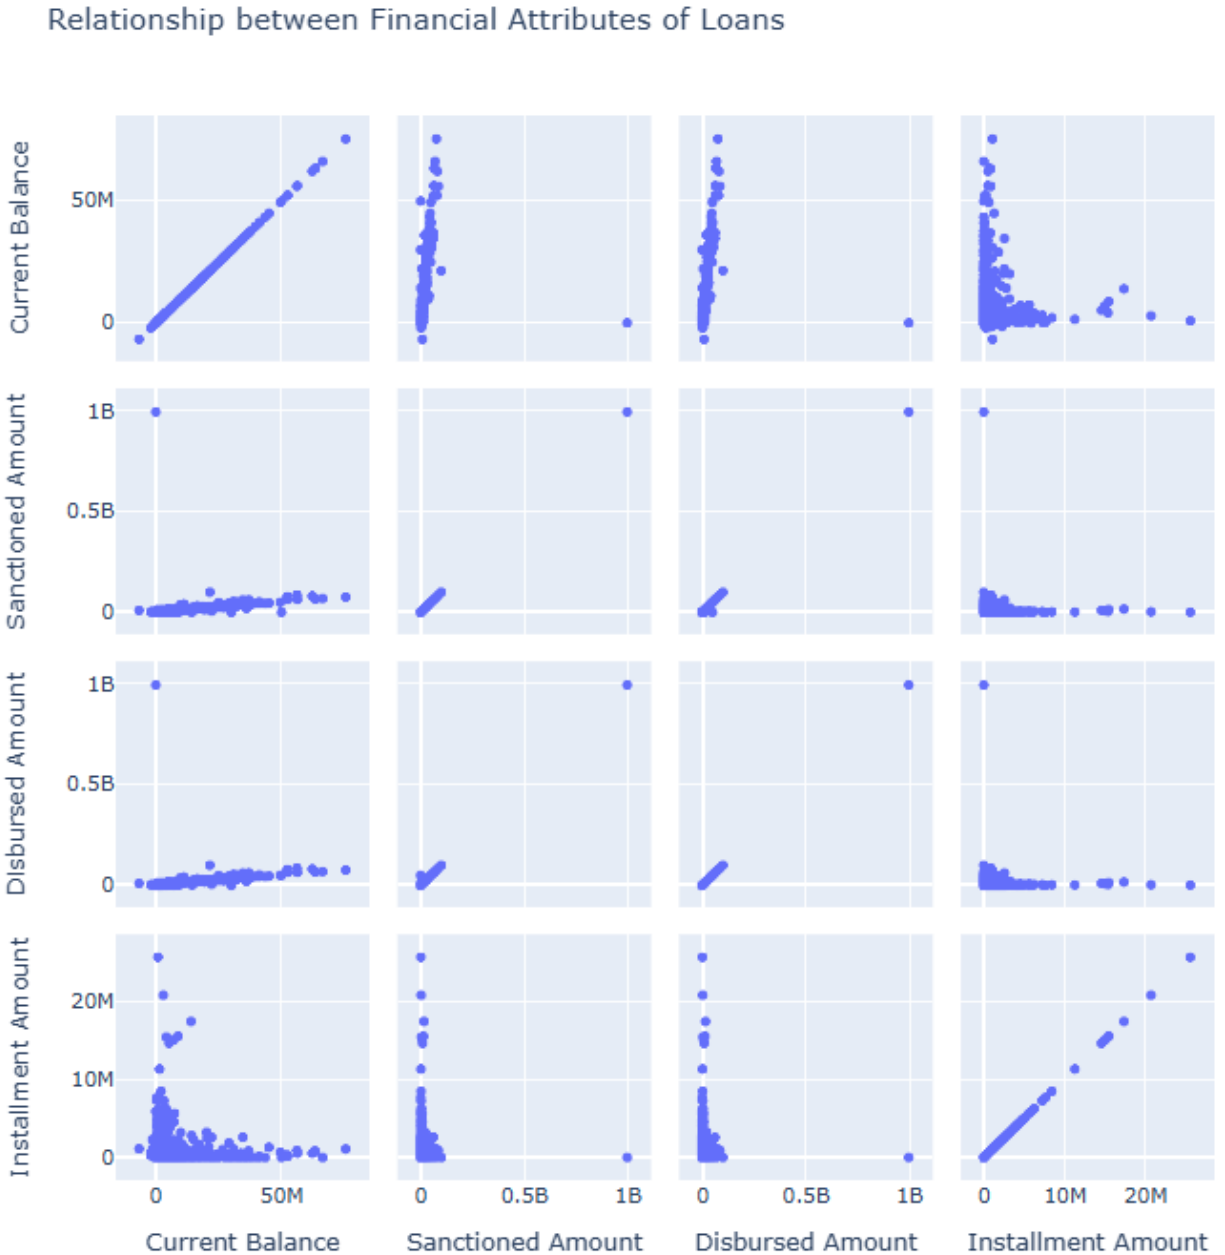 Relationship between Financial Attributes of Loans
Current Balance
50M
0
Sanctioned Amount
1B
0.5B
0
Disbursed Amount
1B
0.5B
0
Installment Amount
20M
10M
0
0 50M 0 0.5B 1B 0 0.5B 1B 0 10M 20M
Current Balance Sanctioned Amount Disbursed Amount Installment Amount